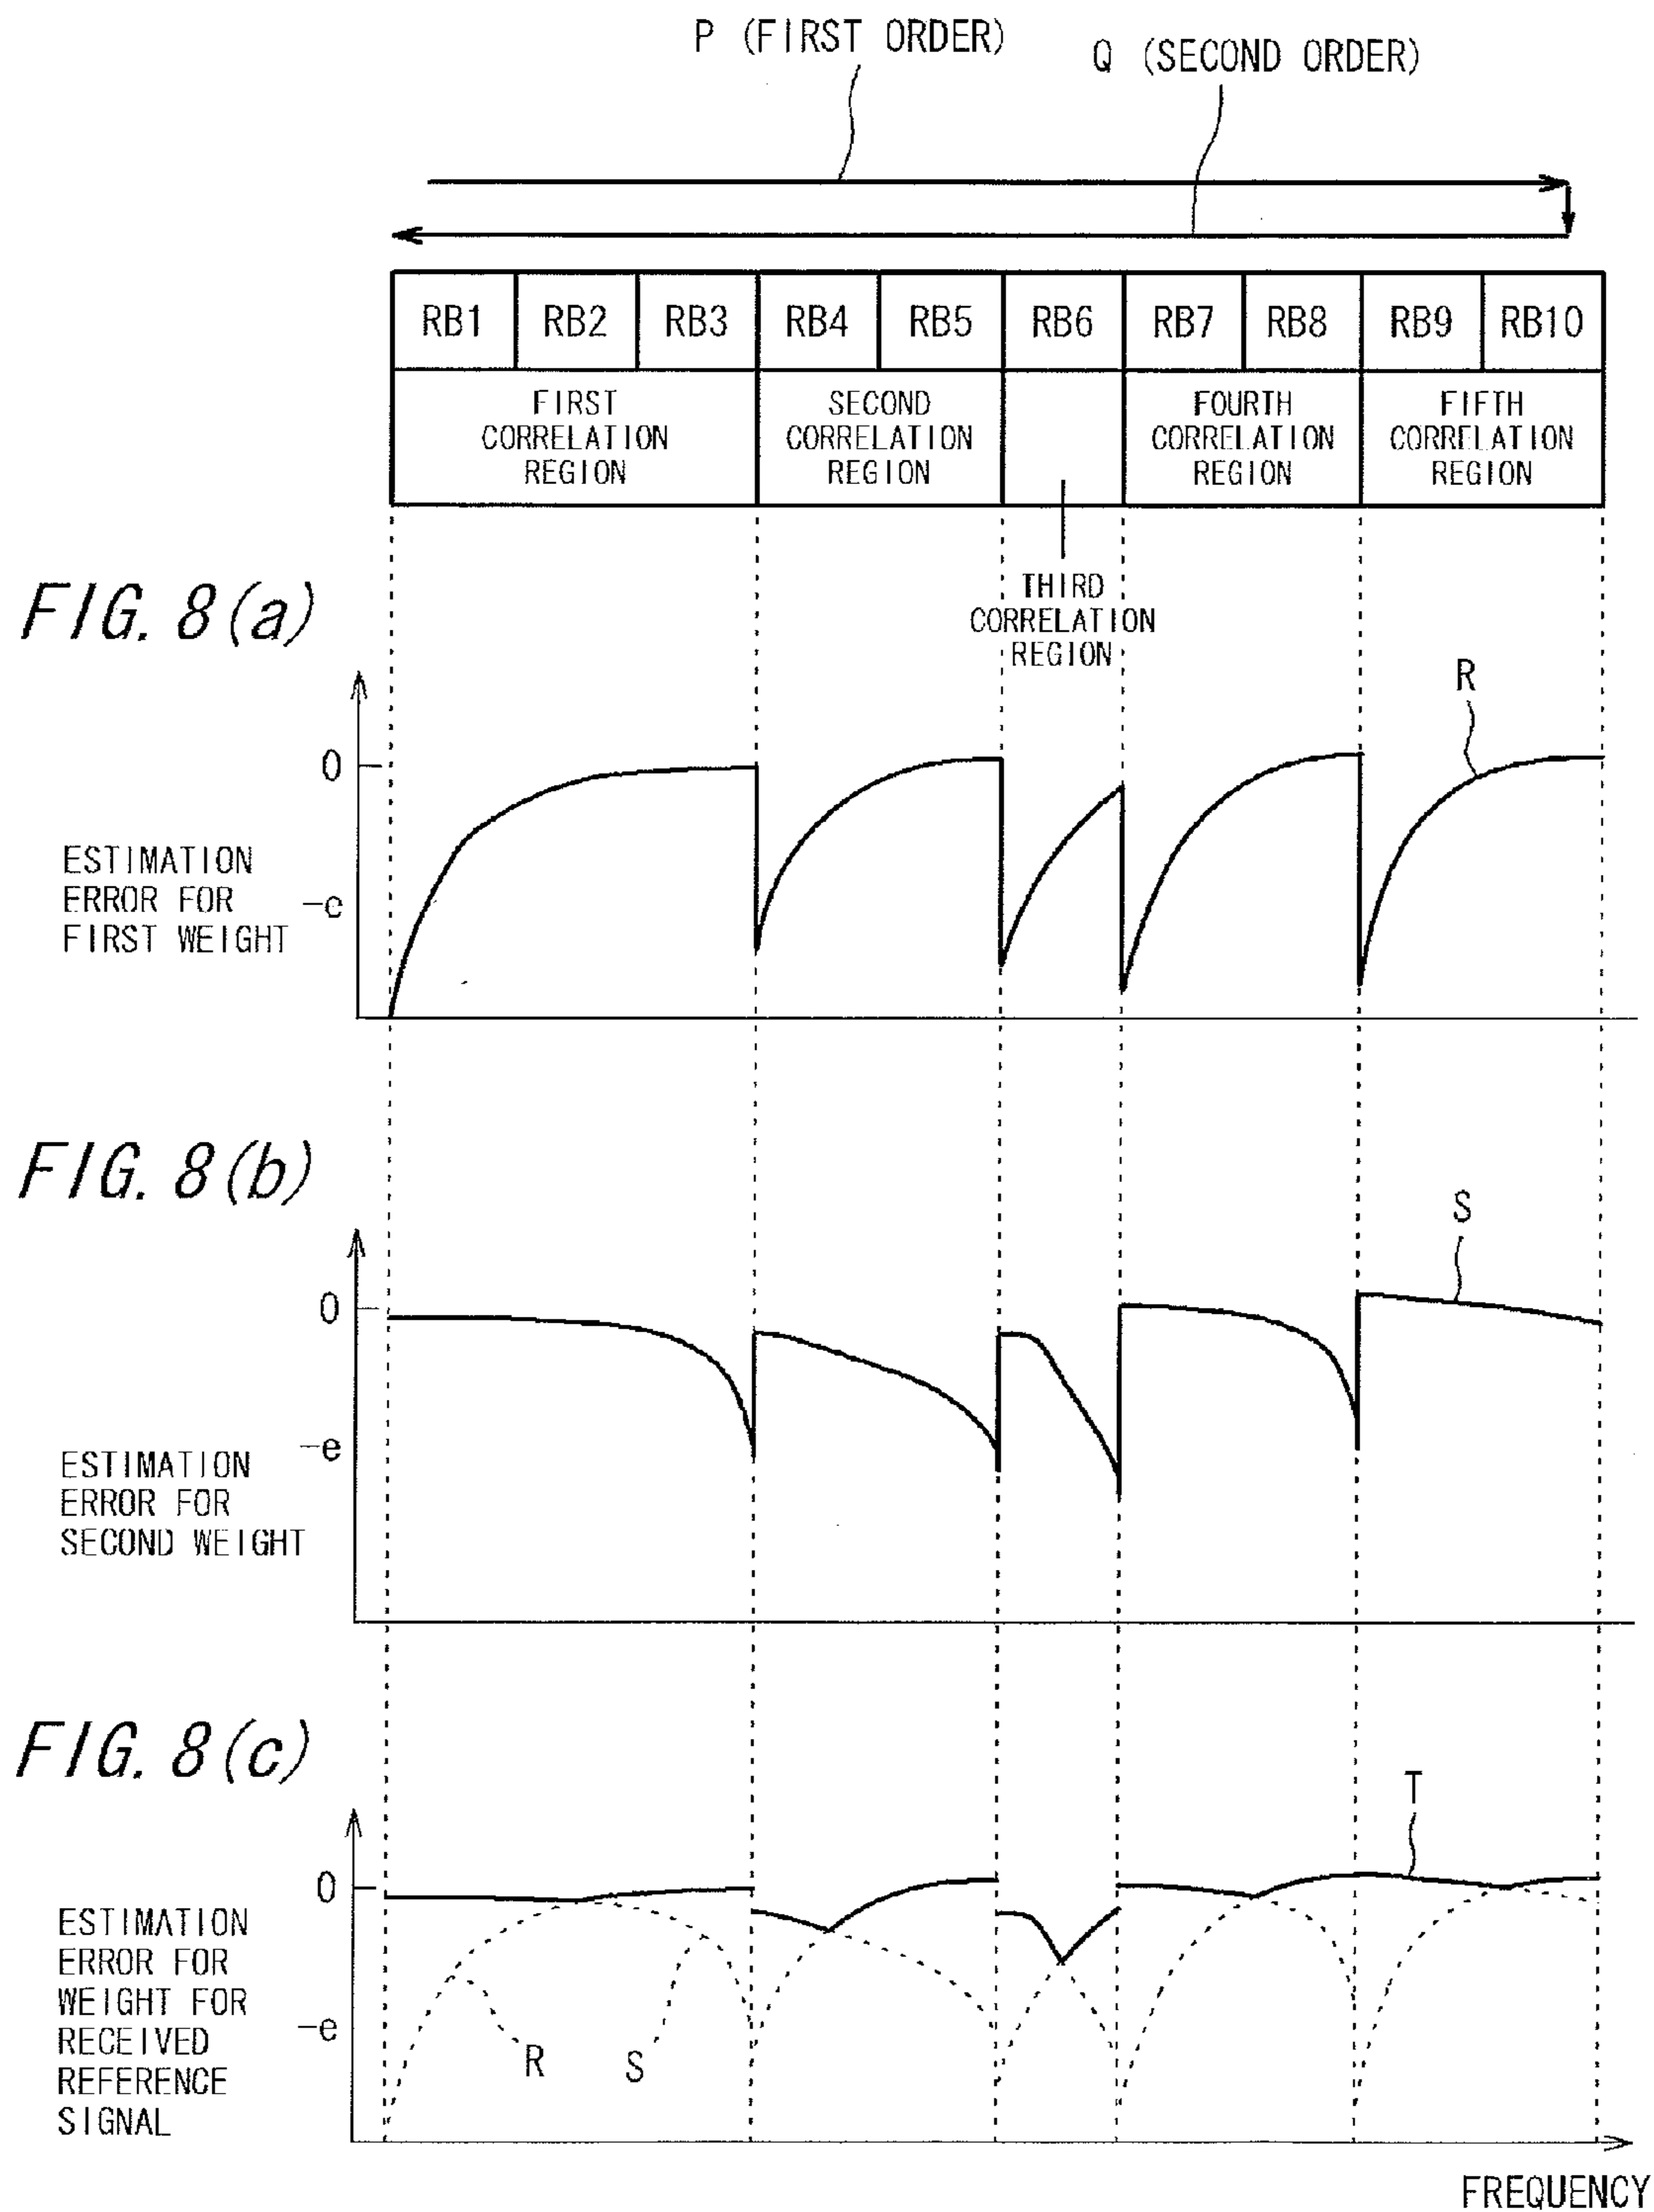 P (FIRST ORDER)
Q (SECOND ORDER)
RB1 RB2 RB3 RB4 RB5 RB6 RB7 RB8 RB9 RB10
FIRST
CORRELATION
REGION
SECOND
CORRELATION
REGION
FOURTH
CORRELATION
REGION
FIFTH
CORRELATION
REGION
THIRD
CORRELATION
REGION
FIG. 8(a)
R
0
-e
ESTIMATION
ERROR FOR
FIRST WEIGHT
FIG. 8(b)
S
0
-e
ESTIMATION
ERROR FOR
SECOND WEIGHT
FIG. 8(c)
T
0
-e
ESTIMATION
ERROR FOR
WEIGHT FOR
RECEIVED
REFERENCE
SIGNAL
R
S
FREQUENCY